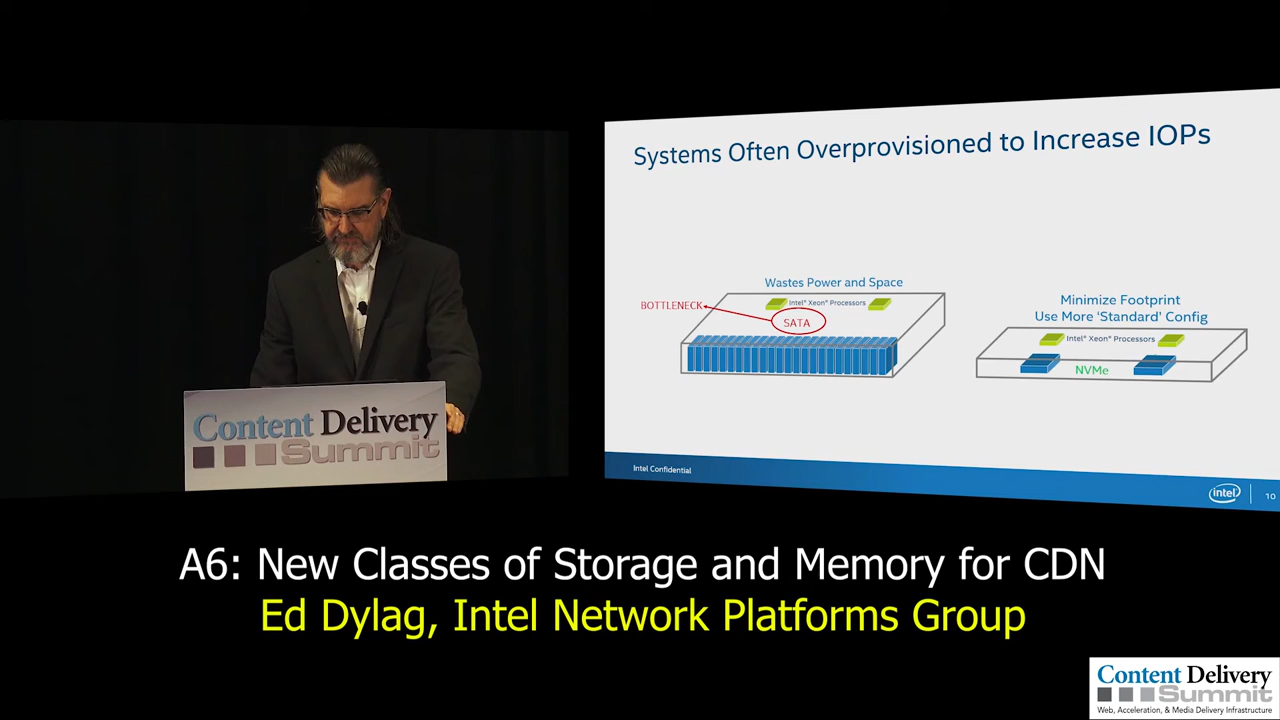 Systems Often Overprovisioned to Increase IOPs
Wastes Power and Space
BOTTLENECK
Intel® Xeon® Processors
SATA
Minimize Footprint
Use More ‘Standard’ Config
Intel® Xeon® Processors
NVMe
Intel Confidential
intel
10
Content Delivery
Summit
A6: New Classes of Storage and Memory for CDN
Ed Dylag, Intel Network Platforms Group
Content Delivery
Summit
Web, Acceleration, & Media Delivery Infrastructure